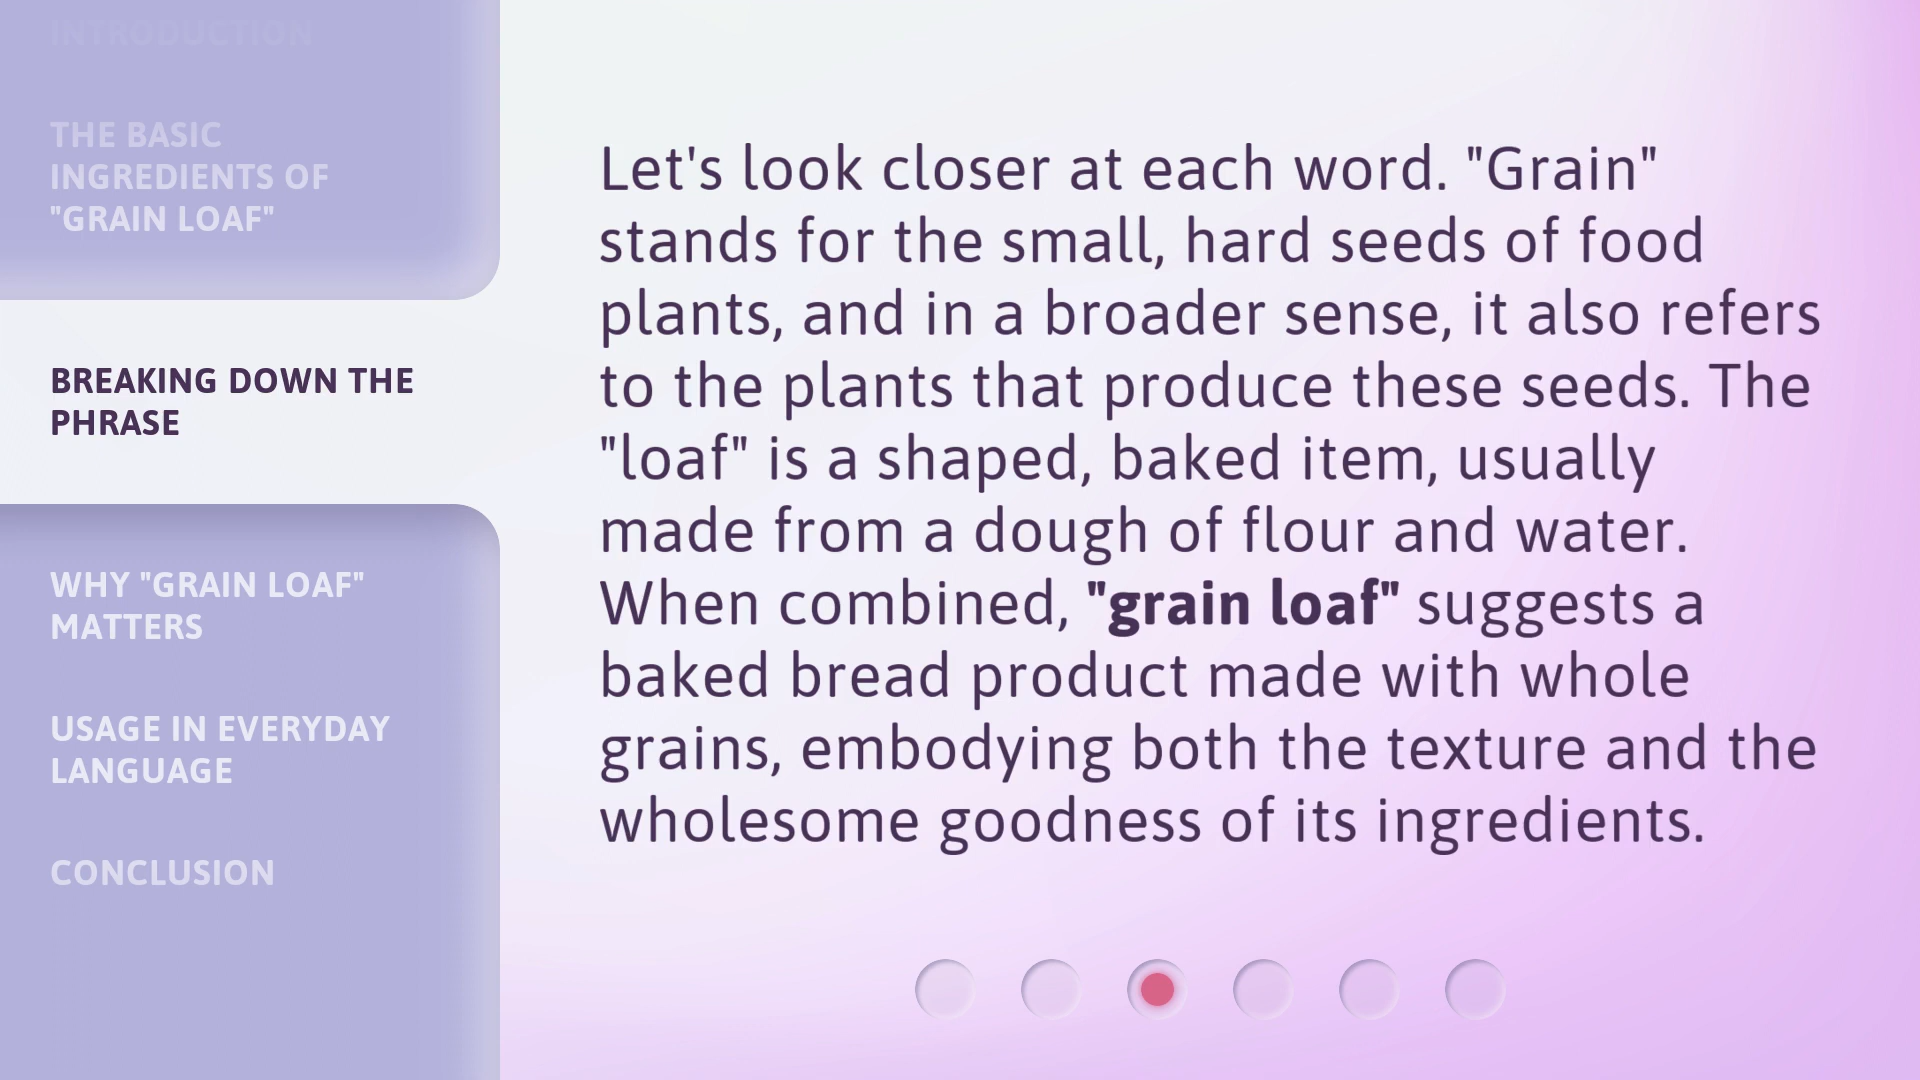 INTRODUCTION
THE BASIC
INGREDIENTS OF
"GRAIN LOAF"
BREAKING DOWN THE
PHRASE
WHY "GRAIN LOAF"
MATTERS
USAGE IN EVERYDAY
LANGUAGE
CONCLUSION
Let's look closer at each word. "Grain"
stands for the small, hard seeds of food
plants, and in a broader sense, it also refers
to the plants that produce these seeds. The
"loaf" is a shaped, baked item, usually
made from a dough of flour and water.
When combined, "grain loaf" suggests a
baked bread product made with whole
grains, embodying both the texture and the
wholesome goodness of its ingredients.